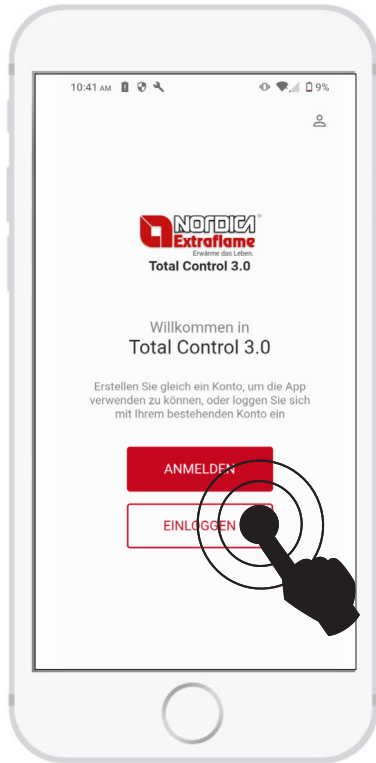 10:41 AM 9%
NORDICA®
Extraflame
Erwärme das Leben.
Total Control 3.0
Willkommen in
Total Control 3.0
Erstellen Sie gleich ein Konto, um die App
verwenden zu können, oder loggen Sie sich
mit Ihrem bestehenden Konto ein
ANMELDEN
EINLOGGEN